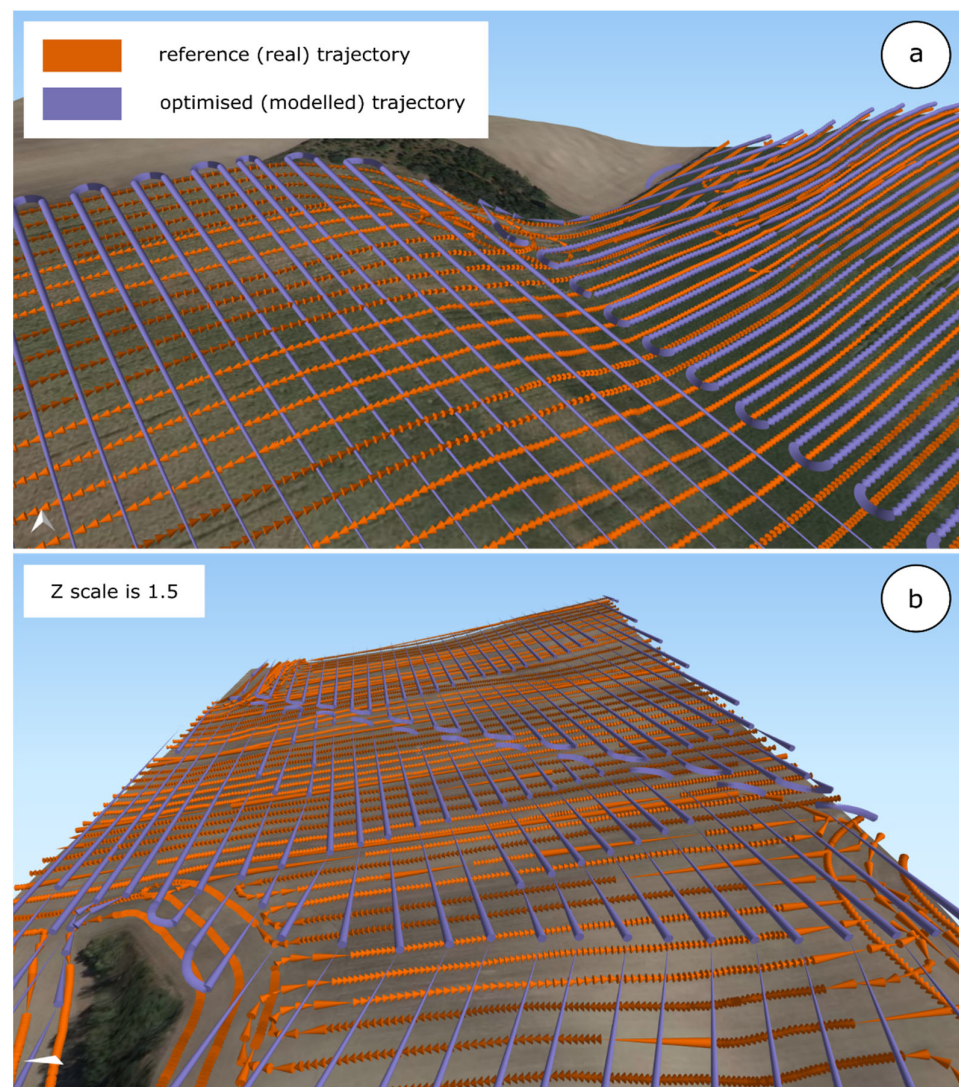 reference (real) trajectory
a
optimised (modelled) trajectory
Z scale is 1.5
b